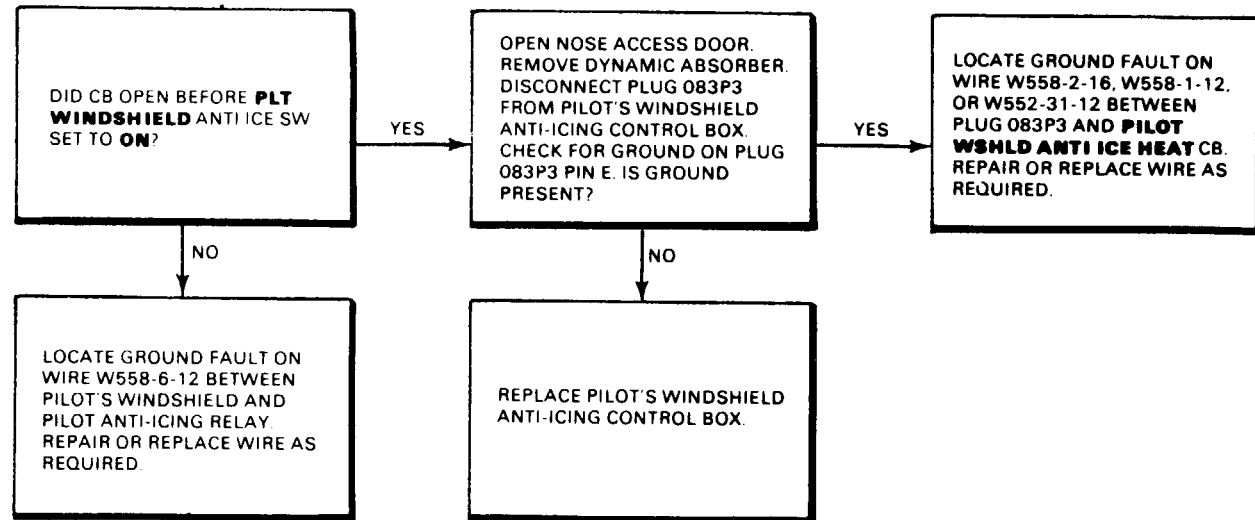 DID CB OPEN BEFORE PLT
WINDSHIELD ANTI ICE SW
SET TO ON?
YES
OPEN NOSE ACCESS DOOR.
REMOVE DYNAMIC ABSORBER.
DISCONNECT PLUG 083P3
FROM PILOT'S WINDSHIELD
ANTI-ICING CONTROL BOX.
CHECK FOR GROUND ON PLUG
083P3 PIN E. IS GROUND
PRESENT?
YES
LOCATE GROUND FAULT ON
WIRE W558-2-16, W558-1-12,
OR W552-31-12 BETWEEN
PLUG 083P3 AND PILOT
WSHLD ANTI ICE HEAT CB.
REPAIR OR REPLACE WIRE AS
REQUIRED.
NO
NO
LOCATE GROUND FAULT ON
WIRE W558-6-12 BETWEEN
PILOT'S WINDSHIELD AND
PILOT ANTI-ICING RELAY.
REPAIR OR REPLACE WIRE AS
REQUIRED.
REPLACE PILOT'S WINDSHIELD
ANTI-ICING CONTROL BOX.